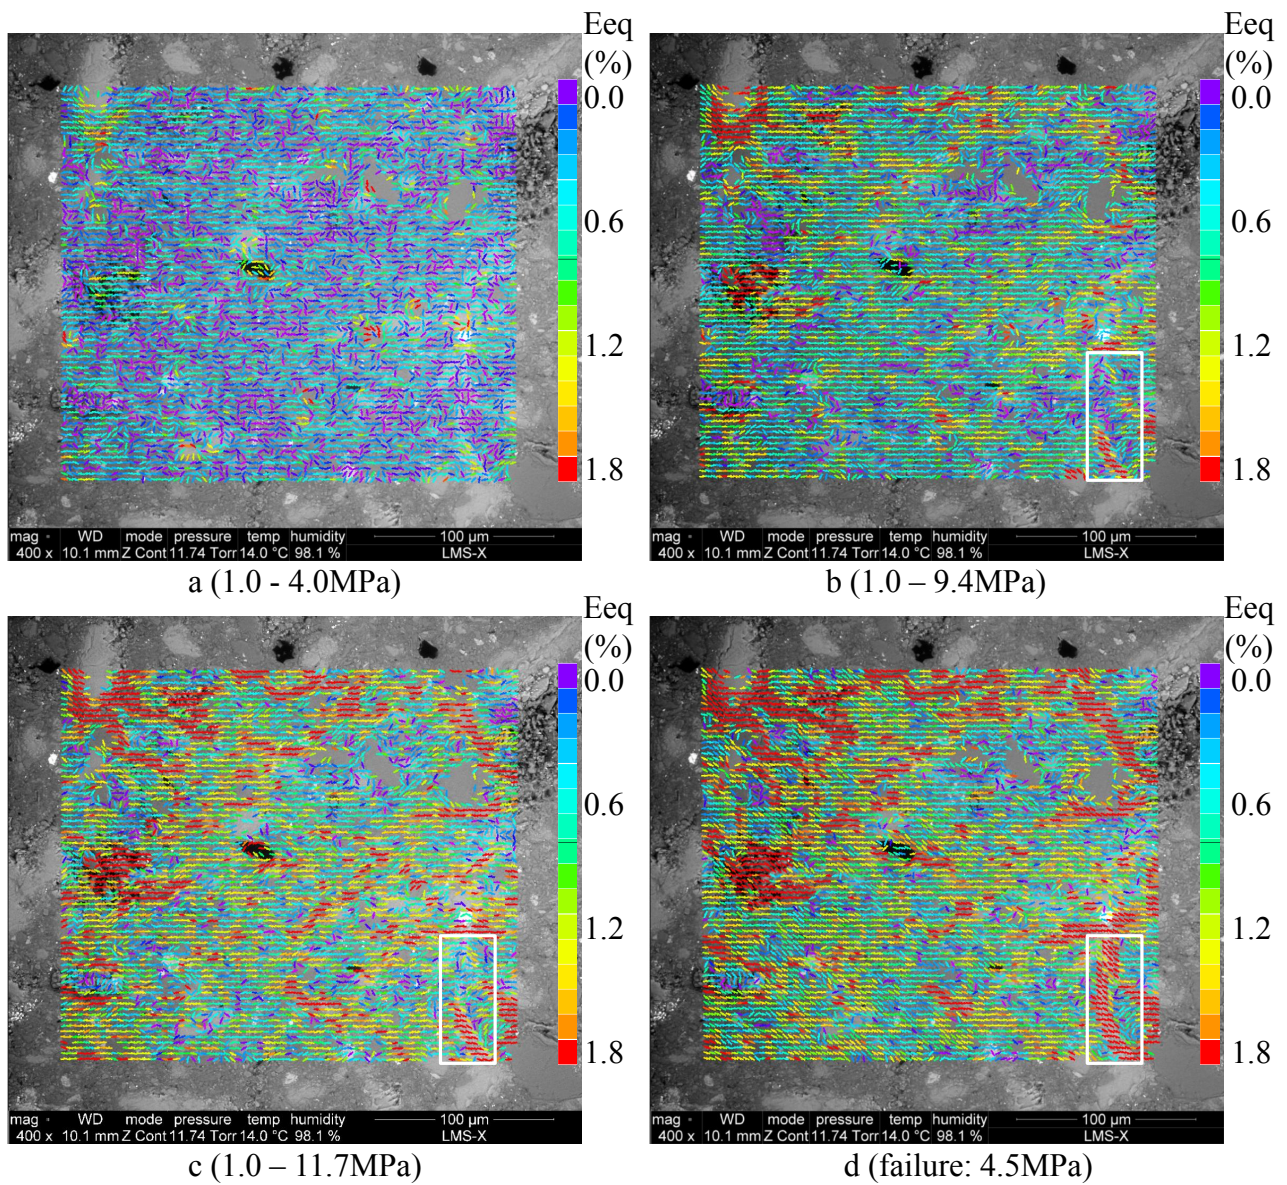 Eeq
(%)
0.0
0.6
1.2
1.8
mag WD mode pressure temp humidity 100 µm
400 x 10.1 mm Z Cont 11.74 Torr 14.0 °C 98.1 % LMS-X
a (1.0 - 4.0MPa)
Eeq
(%)
0.0
0.6
1.2
1.8
mag WD mode pressure temp humidity 100 µm
400 x 10.1 mm Z Cont 11.74 Torr 14.0 °C 98.1 % LMS-X
b (1.0 – 9.4MPa)
Eeq
(%)
0.0
0.6
1.2
1.8
mag WD mode pressure temp humidity 100 µm
400 x 10.1 mm Z Cont 11.74 Torr 14.0 °C 98.1 % LMS-X
c (1.0 – 11.7MPa)
Eeq
(%)
0.0
0.6
1.2
1.8
mag WD mode pressure temp humidity 100 µm
400 x 10.1 mm Z Cont 11.74 Torr 14.0 °C 98.1 % LMS-X
d (failure: 4.5MPa)